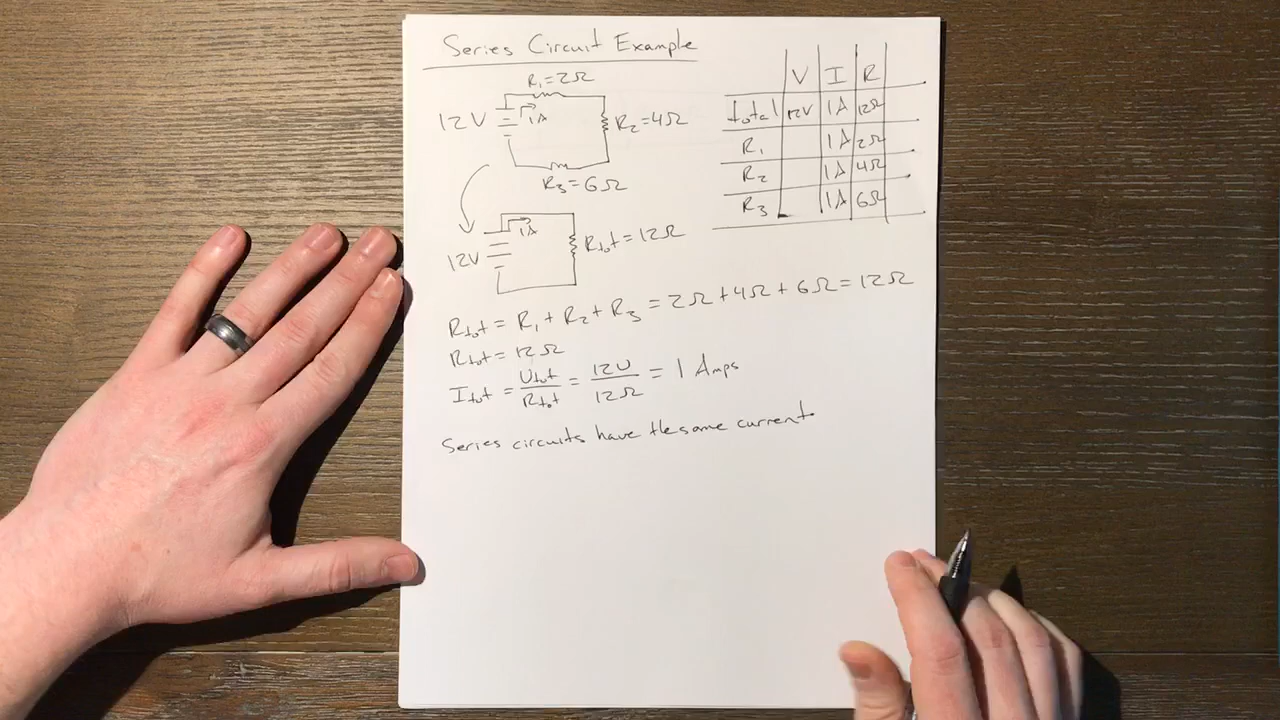 Series Circuit Example
R₁=2Ω
12V
1A
R₂=4Ω
R₃=6Ω
12V
1A
Rtot=12Ω
V I R
total 12V 1A 12Ω
R₁ 1A 2Ω
R₂ 1A 4Ω
R₃ 1A 6Ω
Rtot = R₁ + R₂ + R₃ = 2Ω + 4Ω + 6Ω = 12Ω
Rtot = 12Ω
Itot = Vtot/Rtot = 12V/12Ω = 1 Amps
Series circuits have the same current